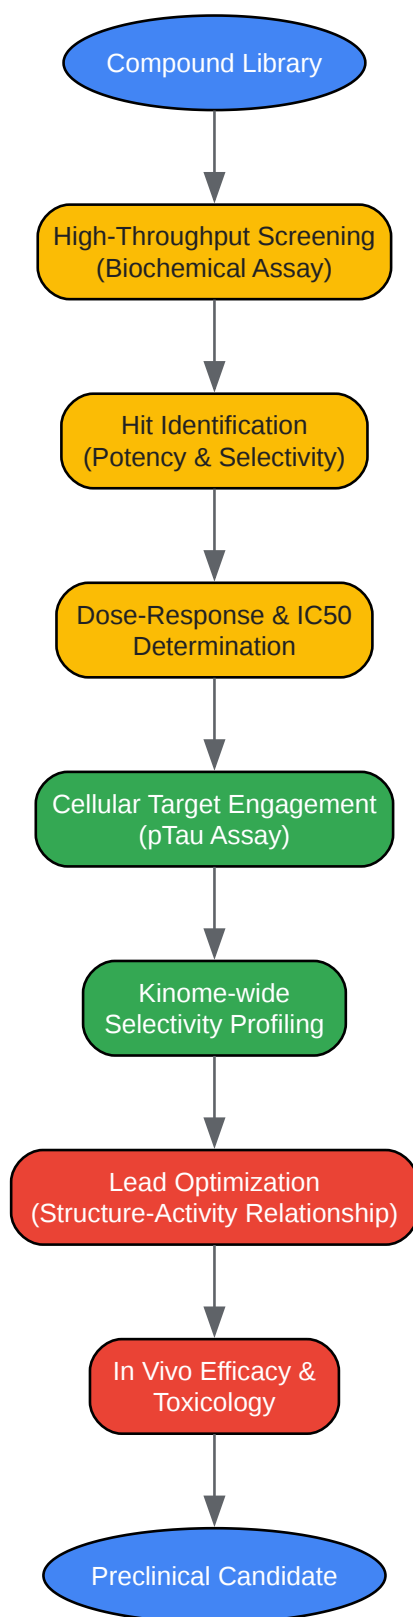 Compound Library
High-Throughput Screening
(Biochemical Assay)
Hit Identification
(Potency & Selectivity)
Dose-Response & IC50
Determination
Cellular Target Engagement
(pTau Assay)
Kinome-wide
Selectivity Profiling
Lead Optimization
(Structure-Activity Relationship)
In Vivo Efficacy &
Toxicology
Preclinical Candidate